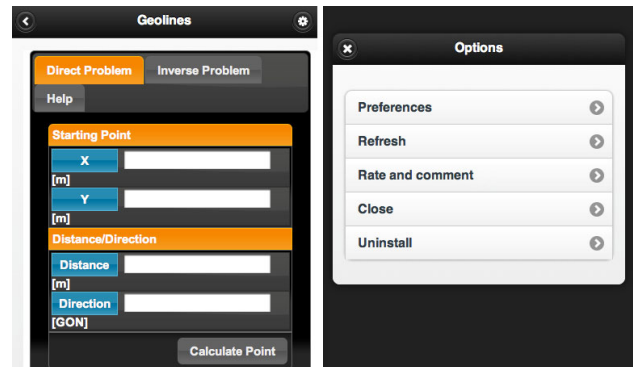 Geolines
Direct Problem
Inverse Problem
Help
Starting Point
X
[m]
Y
[m]
Distance/Direction
Distance
[m]
Direction
[GON]
Calculate Point
Options
Preferences
Refresh
Rate and comment
Close
Uninstall